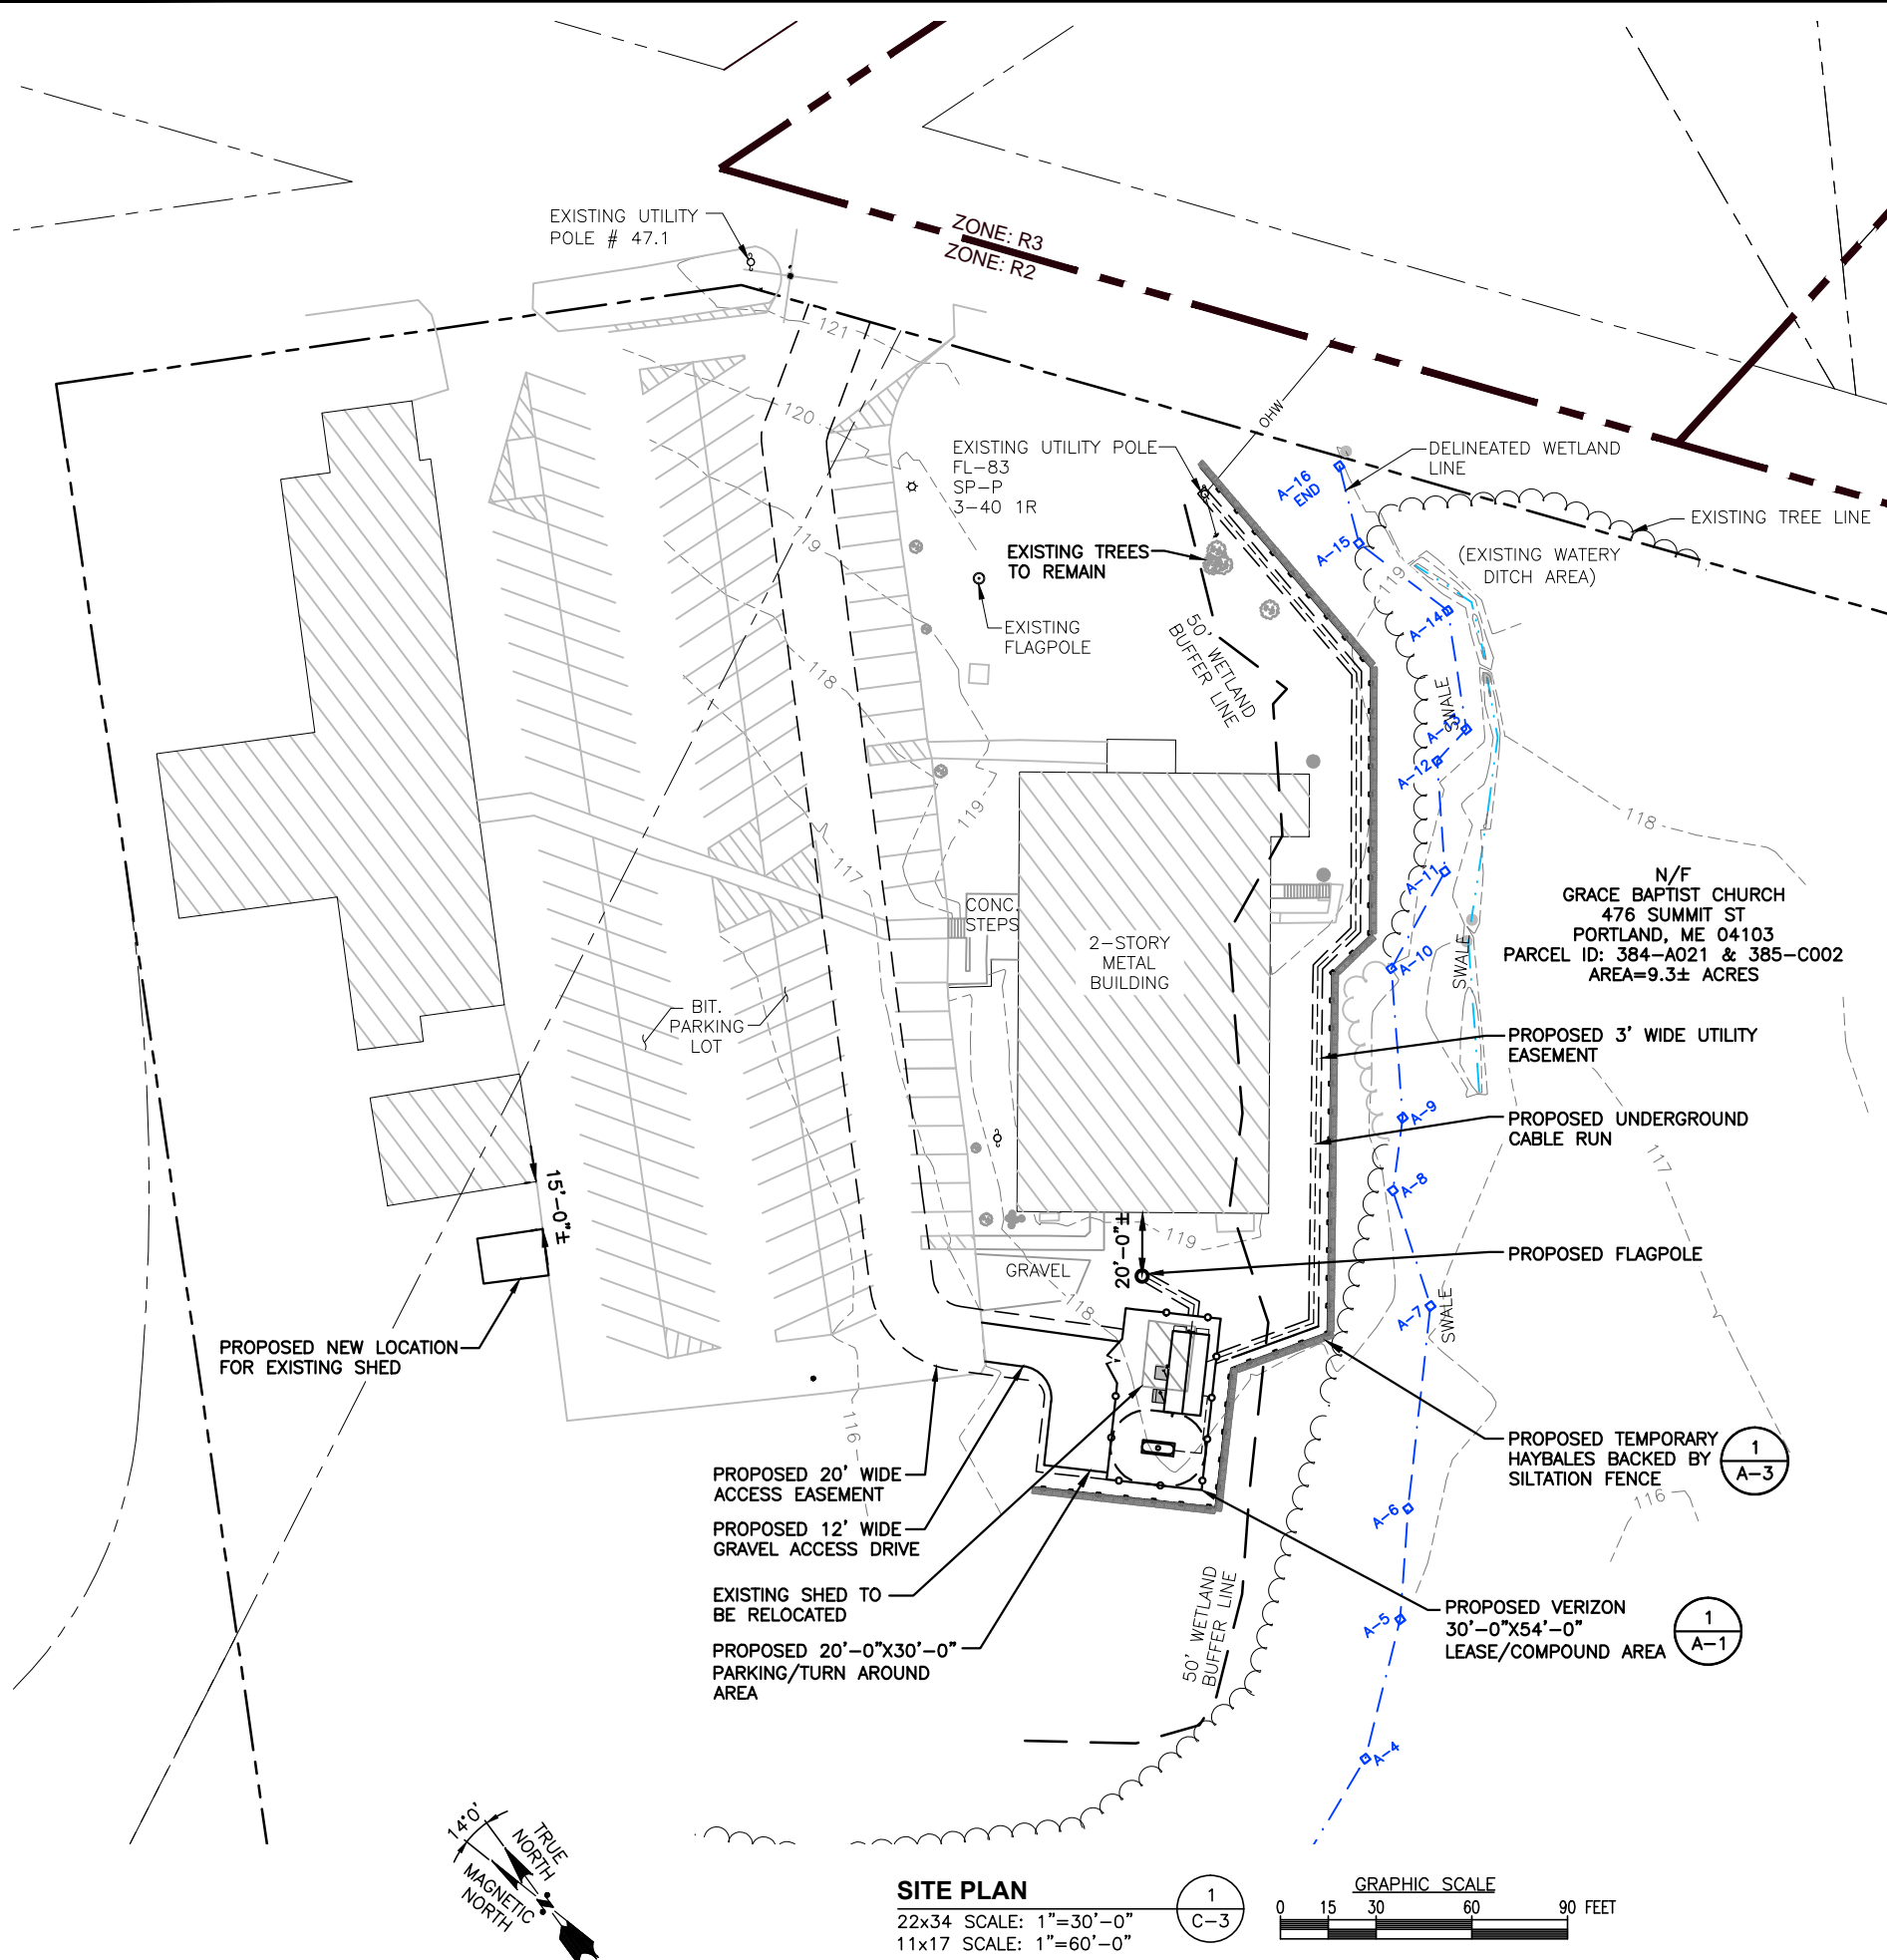 ZONE: R3
ZONE: R2
EXISTING UTILITY
POLE # 47.1
121
120
119
118
117
116
OHW
EXISTING UTILITY POLE
FL-83
SP-P
3-40 1R
EXISTING TREES
TO REMAIN
EXISTING
FLAGPOLE
50' WETLAND
BUFFER LINE
DELINEATED WETLAND
LINE
EXISTING TREE LINE
(EXISTING WATERY
DITCH AREA)
A-16
END
A-15
119
A-14
SWALE
A-13
A-12
118
A-11
119
N/F
GRACE BAPTIST CHURCH
476 SUMMIT ST
PORTLAND, ME 04103
PARCEL ID: 384-A021 & 385-C002
AREA=9.3± ACRES
CONC.
STEPS
2-STORY
METAL
BUILDING
SWALE
A-10
BIT.
PARKING
LOT
PROPOSED 3' WIDE UTILITY
EASEMENT
PROPOSED UNDERGROUND
CABLE RUN
A-9
117
A-8
15'-0"±
20'-0"±
119
PROPOSED FLAGPOLE
GRAVEL
118
A-7
SWALE
PROPOSED NEW LOCATION
FOR EXISTING SHED
PROPOSED TEMPORARY
HAYBALES BACKED BY
SILTATION FENCE
1
A-3
116
PROPOSED 20' WIDE
ACCESS EASEMENT
PROPOSED 12' WIDE
GRAVEL ACCESS DRIVE
EXISTING SHED TO
BE RELOCATED
PROPOSED 20'-0"X30'-0"
PARKING/TURN AROUND
AREA
A-6
50' WETLAND
BUFFER LINE
A-5
PROPOSED VERIZON
30'-0"X54'-0"
LEASE/COMPOUND AREA
1
A-1
A-4
14°0'
TRUE
NORTH
MAGNETIC
NORTH
SITE PLAN
22x34 SCALE: 1"=30'-0"
11x17 SCALE: 1"=60'-0"
1
C-3
GRAPHIC SCALE
0 15 30 60 90 FEET